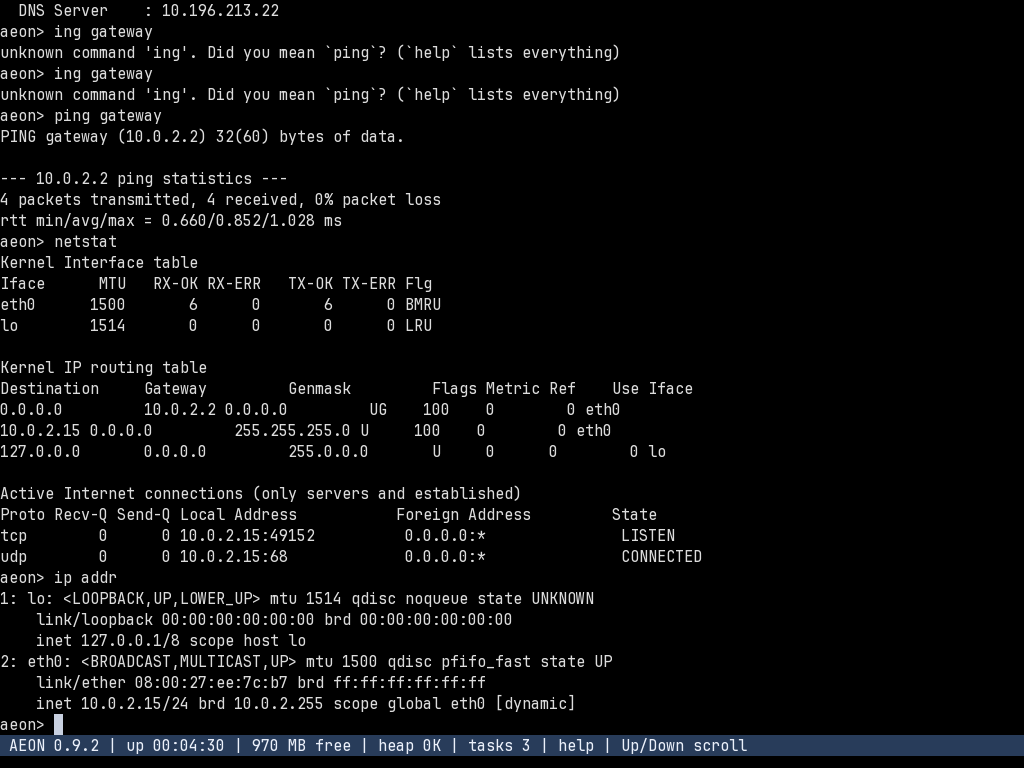 DNS Server    : 10.196.213.22
aeon> ing gateway
unknown command 'ing'. Did you mean `ping`? (`help` lists everything)
aeon> ing gateway
unknown command 'ing'. Did you mean `ping`? (`help` lists everything)
aeon> ping gateway
PING gateway (10.0.2.2) 32(60) bytes of data.

--- 10.0.2.2 ping statistics ---
4 packets transmitted, 4 received, 0% packet loss
rtt min/avg/max = 0.660/0.852/1.028 ms
aeon> netstat
Kernel Interface table
Iface      MTU   RX-OK RX-ERR   TX-OK TX-ERR Flg
eth0      1500       6      0       6      0 BMRU
lo        1514       0      0       0      0 LRU

Kernel IP routing table
Destination     Gateway         Genmask         Flags Metric Ref    Use Iface
0.0.0.0         10.0.2.2 0.0.0.0         UG    100    0        0 eth0
10.0.2.15 0.0.0.0         255.255.255.0 U     100    0        0 eth0
127.0.0.0       0.0.0.0         255.0.0.0       U     0      0        0 lo

Active Internet connections (only servers and established)
Proto Recv-Q Send-Q Local Address           Foreign Address         State
tcp        0      0 10.0.2.15:49152          0.0.0.0:*               LISTEN
udp        0      0 10.0.2.15:68             0.0.0.0:*               CONNECTED
aeon> ip addr
1: lo: <LOOPBACK,UP,LOWER_UP> mtu 1514 qdisc noqueue state UNKNOWN
    link/loopback 00:00:00:00:00:00 brd 00:00:00:00:00:00
    inet 127.0.0.1/8 scope host lo
2: eth0: <BROADCAST,MULTICAST,UP> mtu 1500 qdisc pfifo_fast state UP
    link/ether 08:00:27:ee:7c:b7 brd ff:ff:ff:ff:ff:ff
    inet 10.0.2.15/24 brd 10.0.2.255 scope global eth0 [dynamic]
aeon>
AEON 0.9.2 | up 00:04:30 | 970 MB free | heap OK | tasks 3 | help | Up/Down scroll